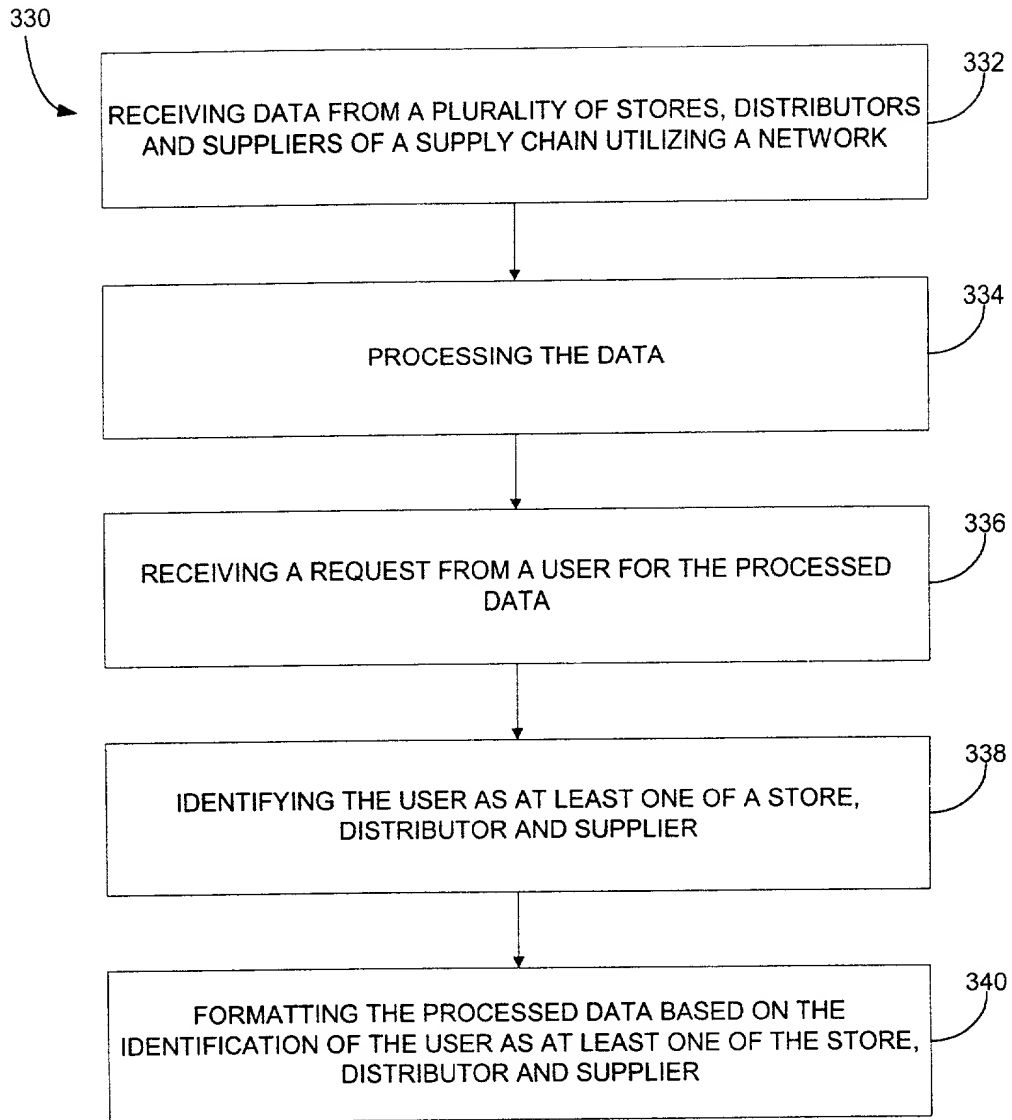 330
332
RECEIVING DATA FROM A PLURALITY OF STORES, DISTRIBUTORS
AND SUPPLIERS OF A SUPPLY CHAIN UTILIZING A NETWORK
334
PROCESSING THE DATA
336
RECEIVING A REQUEST FROM A USER FOR THE PROCESSED
DATA
338
IDENTIFYING THE USER AS AT LEAST ONE OF A STORE,
DISTRIBUTOR AND SUPPLIER
340
FORMATTING THE PROCESSED DATA BASED ON THE
IDENTIFICATION OF THE USER AS AT LEAST ONE OF THE STORE,
DISTRIBUTOR AND SUPPLIER